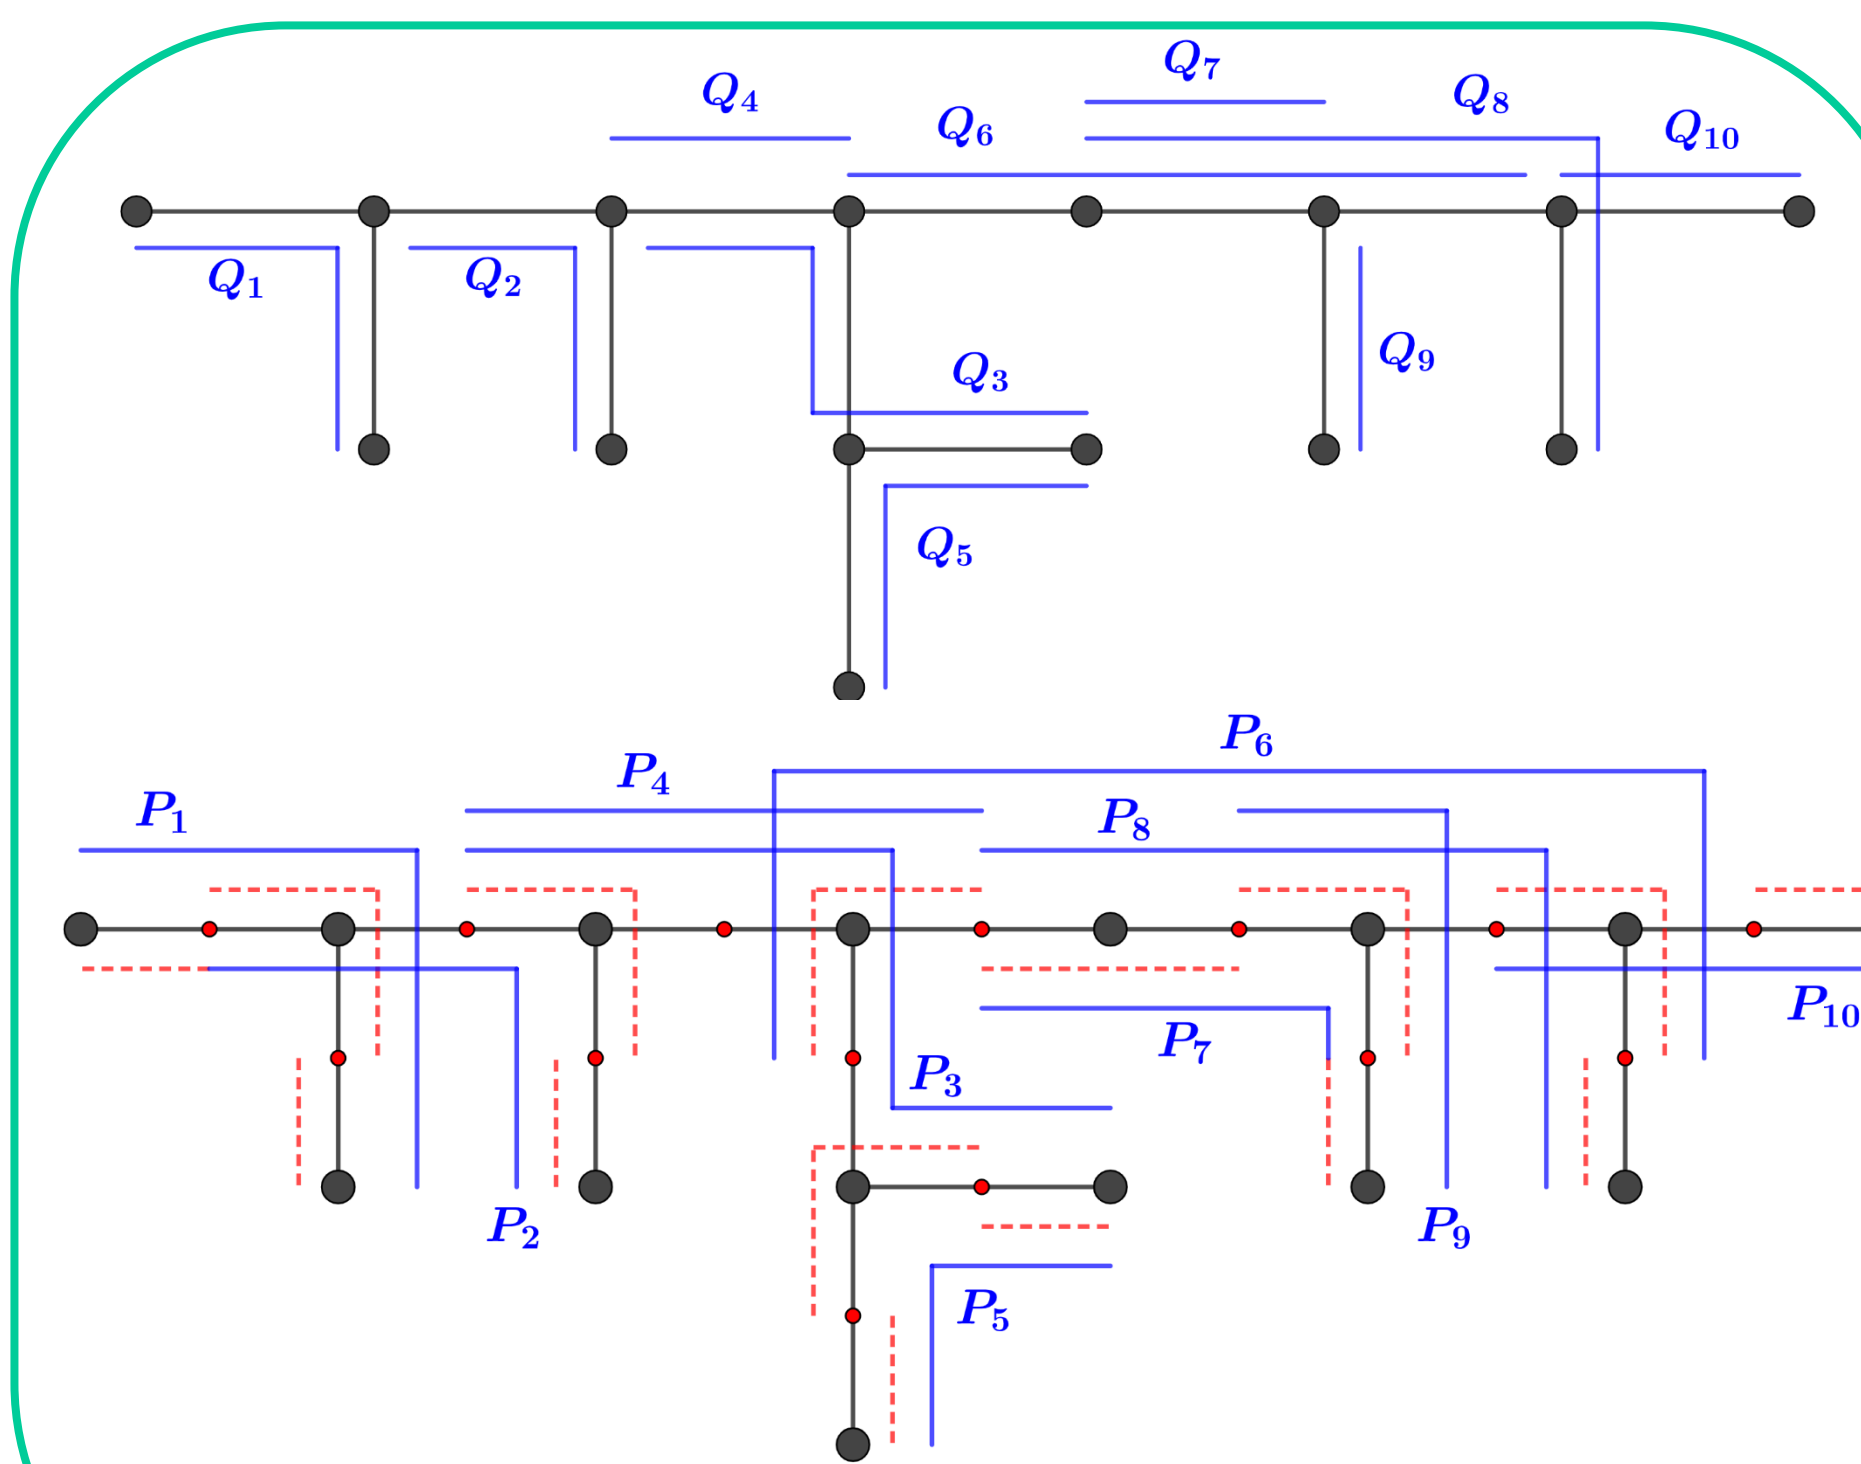 Q₇
Q₄
Q₈
Q₆
Q₁₀
Q₁
Q₂
Q₉
Q₃
Q₅
P₆
P₄
P₁
P₈
P₁₀
P₇
P₃
P₂
P₉
P₅